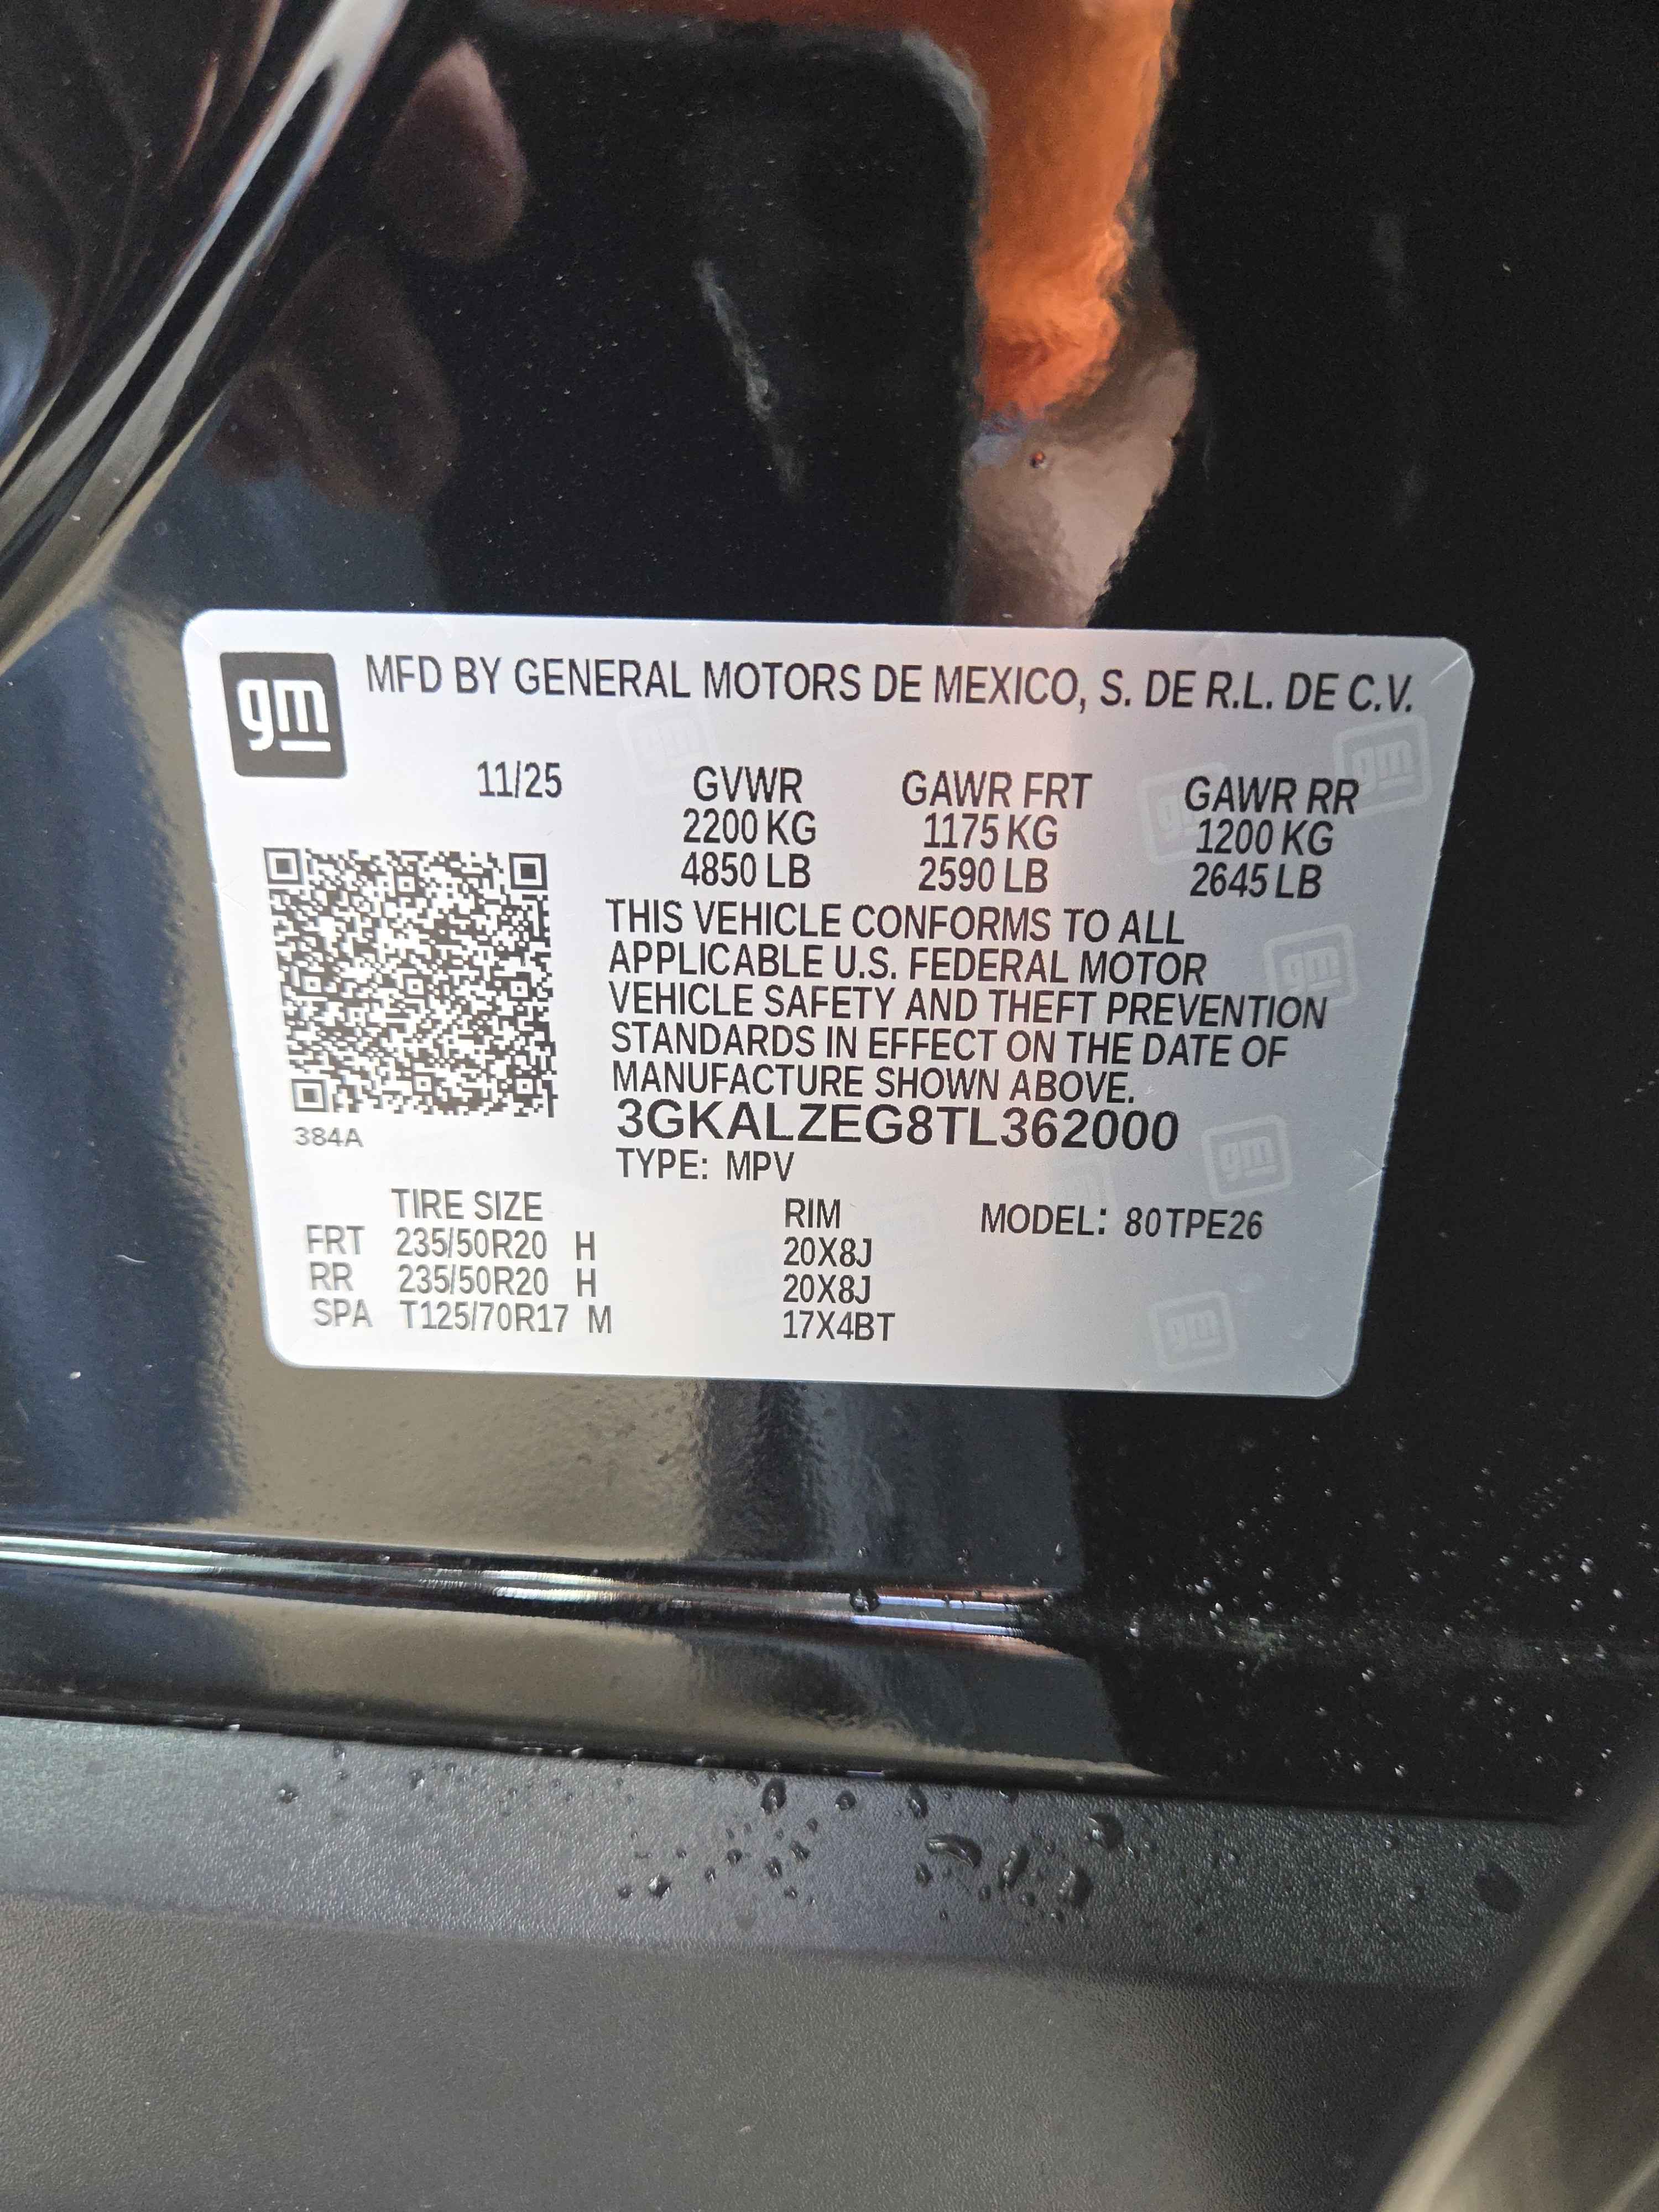 gm MFD BY GENERAL MOTORS DE MEXICO, S. DE R.L. DE C.V.
11/25 GVWR GAWR FRT GAWR RR
2200 KG 1175 KG 1200 KG
4850 LB 2590 LB 2645 LB
THIS VEHICLE CONFORMS TO ALL
APPLICABLE U.S. FEDERAL MOTOR
VEHICLE SAFETY AND THEFT PREVENTION
STANDARDS IN EFFECT ON THE DATE OF
MANUFACTURE SHOWN ABOVE.
3GKALZEG8TL362000
384A
TYPE: MPV
TIRE SIZE RIM MODEL: 80TPE26
FRT 235/50R20 H 20X8J
RR 235/50R20 H 20X8J
SPA T125/70R17 M 17X4BT